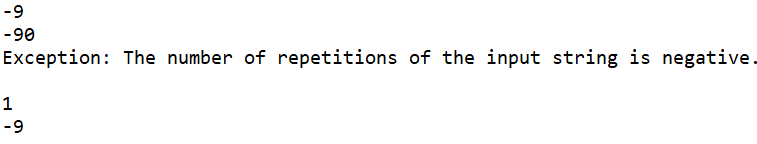 -9
-90
Exception: The number of repetitions of the input string is negative.
1
-9